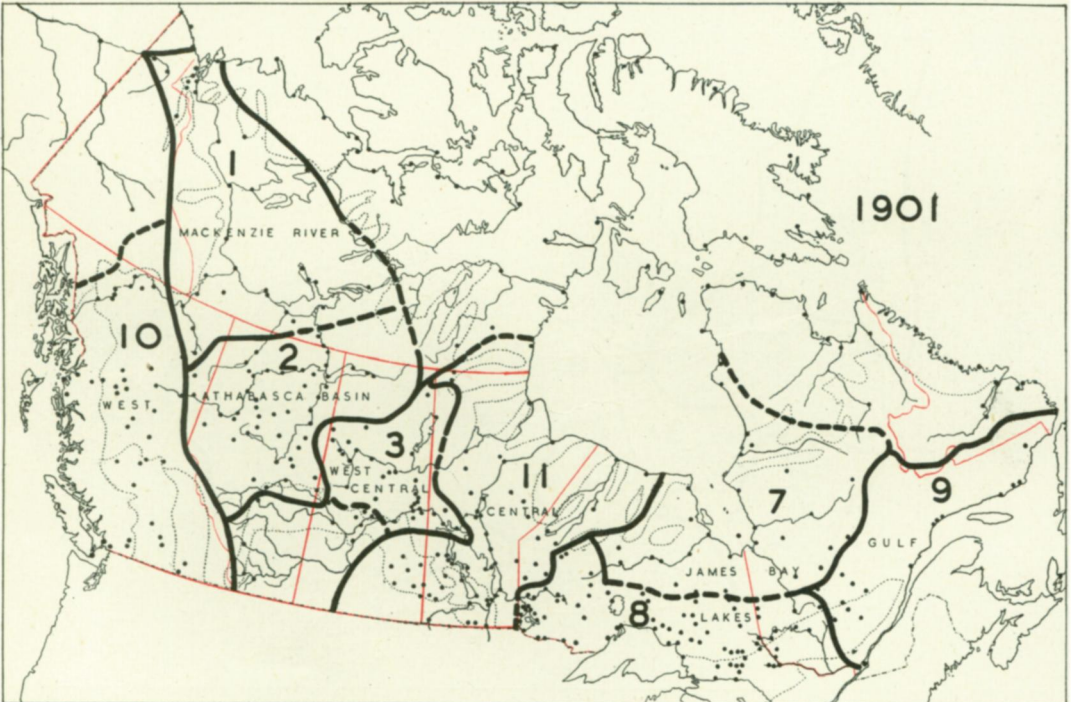 1
MACKENZIE RIVER
1901
10
2
WEST
ATHABASCA BASIN
3
WEST
CENTRAL
11
CENTRAL
7
9
GULF
JAMES BAY
8
LAKES